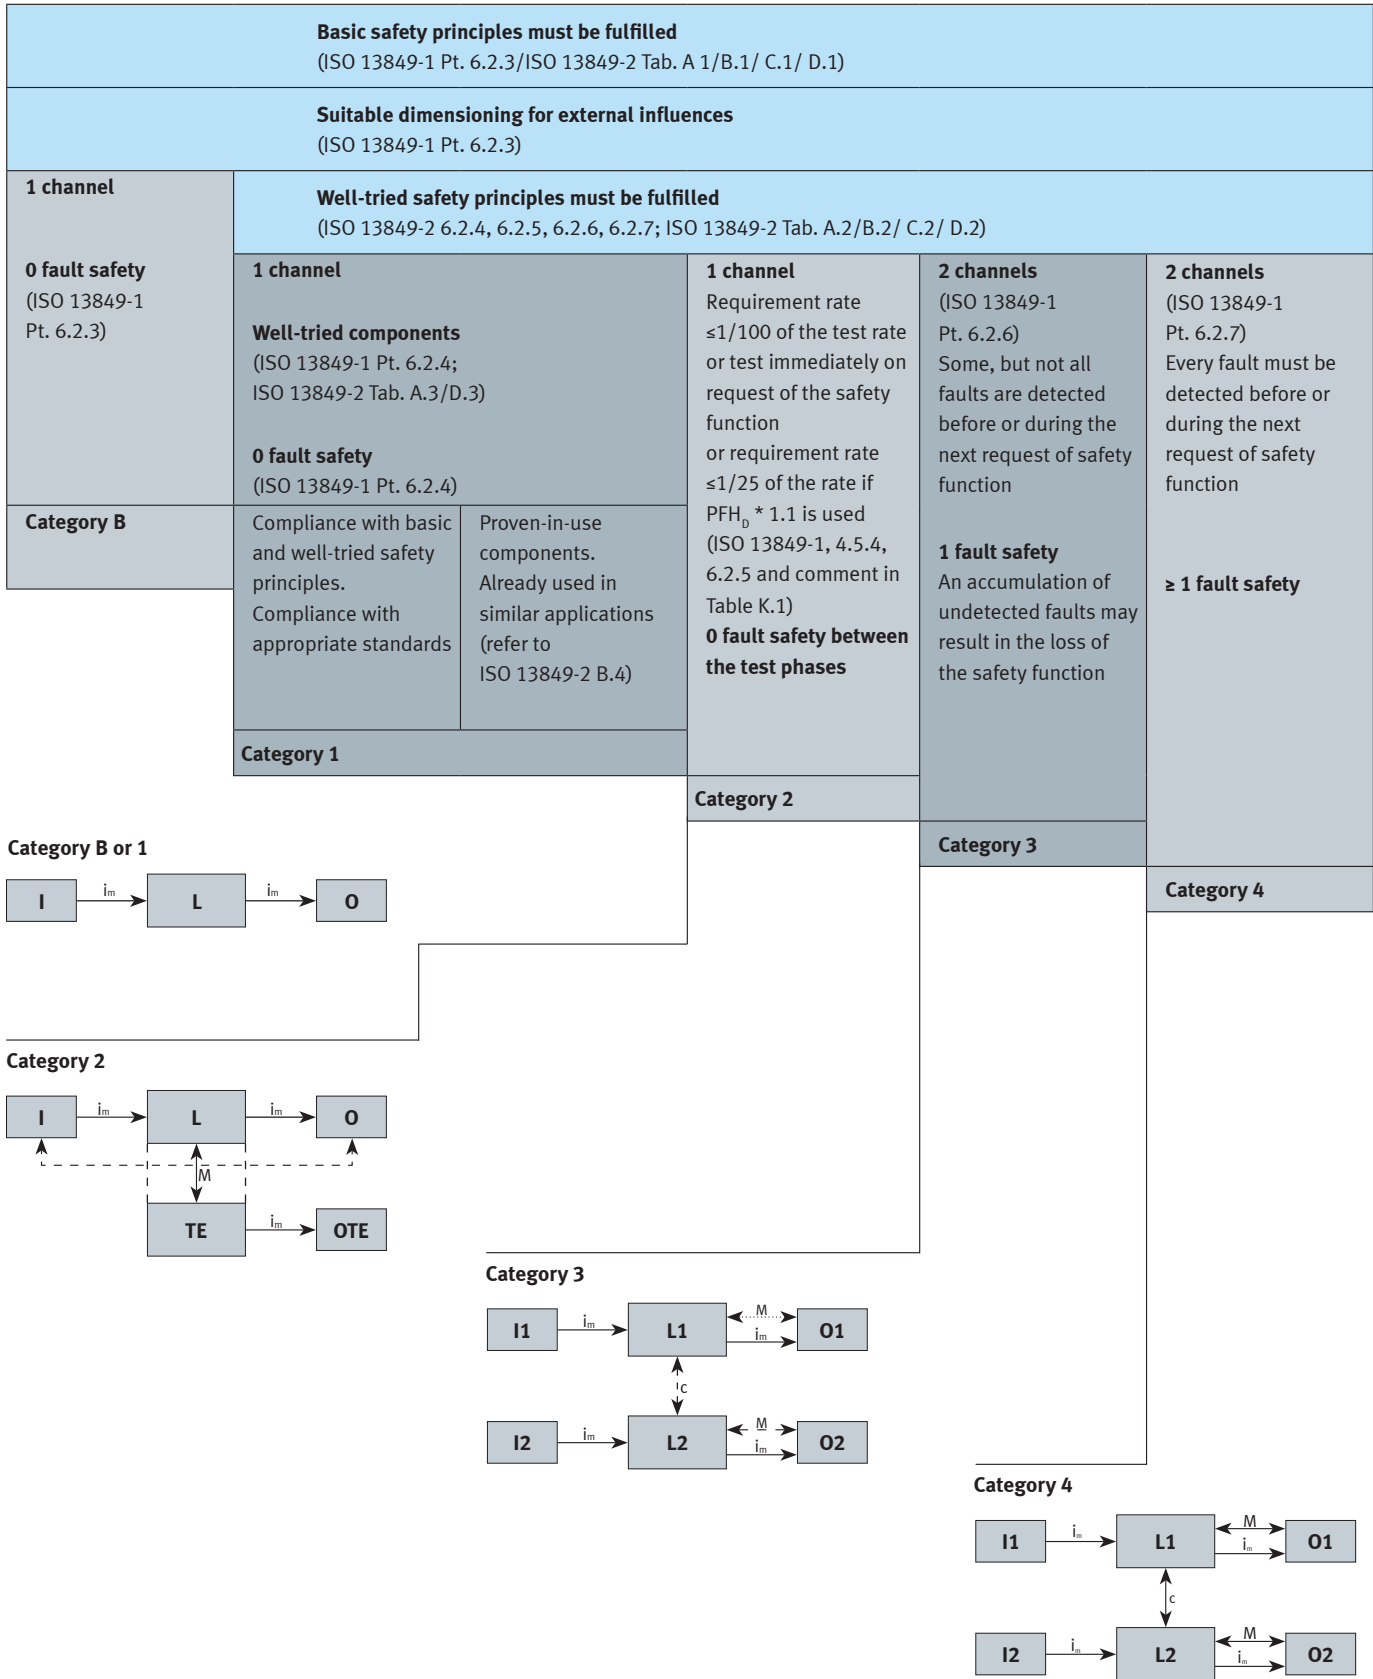 Basic safety principles must be fulfilled
(ISO 13849-1 Pt. 6.2.3/ISO 13849-2 Tab. A 1/B.1/ C.1/ D.1)
Suitable dimensioning for external influences
(ISO 13849-1 Pt. 6.2.3)
1 channel
0 fault safety
(ISO 13849-1
Pt. 6.2.3)
Category B
Well-tried safety principles must be fulfilled
(ISO 13849-2 6.2.4, 6.2.5, 6.2.6, 6.2.7; ISO 13849-2 Tab. A.2/B.2/ C.2/ D.2)
1 channel
Well-tried components
(ISO 13849-1 Pt. 6.2.4;
ISO 13849-2 Tab. A.3/D.3)
0 fault safety
(ISO 13849-1 Pt. 6.2.4)
Compliance with basic
and well-tried safety
principles.
Compliance with
appropriate standards
Proven-in-use
components.
Already used in
similar applications
(refer to
ISO 13849-2 B.4)
Category 1
1 channel
Requirement rate
≤1/100 of the test rate
or test immediately on
request of the safety
function
or requirement rate
≤1/25 of the rate if
PFH_D * 1.1 is used
(ISO 13849-1, 4.5.4,
6.2.5 and comment in
Table K.1)
0 fault safety between
the test phases
Category 2
2 channels
(ISO 13849-1
Pt. 6.2.6)
Some, but not all
faults are detected
before or during the
next request of safety
function
1 fault safety
An accumulation of
undetected faults may
result in the loss of
the safety function
Category 3
2 channels
(ISO 13849-1
Pt. 6.2.7)
Every fault must be
detected before or
during the next
request of safety
function
≥ 1 fault safety
Category 4
Category B or 1
I im L im O
Category 2
I im L im O
M
TE im OTE
Category 3
I1 im L1 M im O1
c
I2 im L2 M im O2
Category 4
I1 im L1 M im O1
c
I2 im L2 M im O2